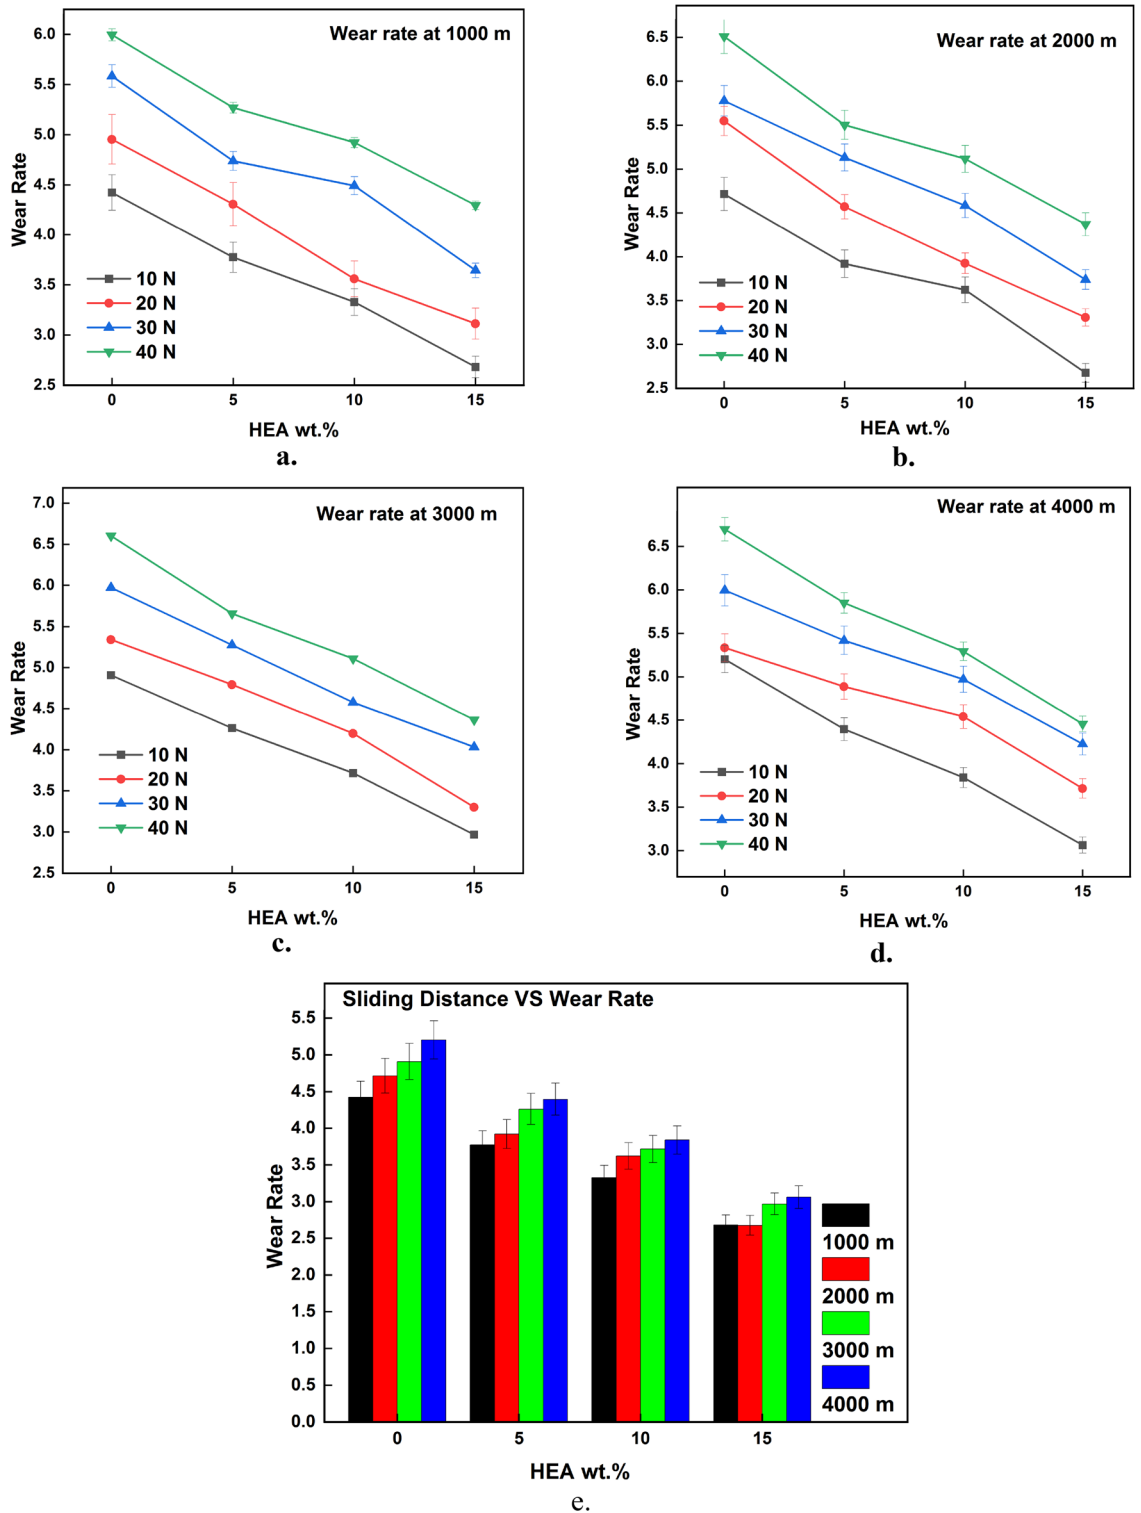 Wear rate at 1000 m
6.0
5.5
5.0
4.5
4.0
3.5
3.0
2.5
Wear Rate
10 N
20 N
30 N
40 N
0 5 10 15
HEA wt.%
a.
Wear rate at 2000 m
6.5
6.0
5.5
5.0
4.5
4.0
3.5
3.0
2.5
Wear Rate
10 N
20 N
30 N
40 N
0 5 10 15
HEA wt.%
b.
Wear rate at 3000 m
7.0
6.5
6.0
5.5
5.0
4.5
4.0
3.5
3.0
2.5
Wear Rate
10 N
20 N
30 N
40 N
0 5 10 15
HEA wt.%
c.
Wear rate at 4000 m
6.5
6.0
5.5
5.0
4.5
4.0
3.5
3.0
Wear Rate
10 N
20 N
30 N
40 N
0 5 10 15
HEA wt.%
d.
Sliding Distance VS Wear Rate
5.5
5.0
4.5
4.0
3.5
3.0
2.5
2.0
1.5
1.0
0.5
0.0
Wear Rate
1000 m
2000 m
3000 m
4000 m
0 5 10 15
HEA wt.%
e.